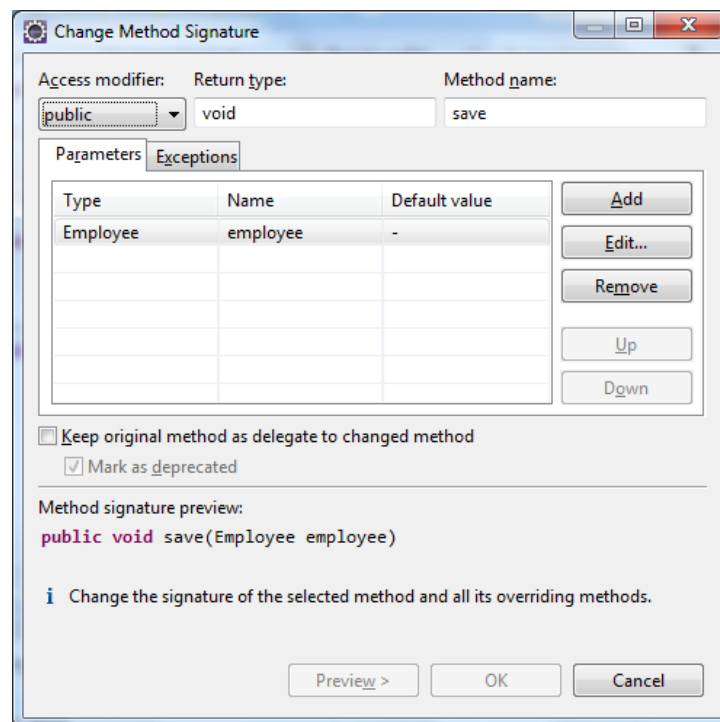 Change Method Signature
Access modifier: Return type: Method name:
public void save
Parameters Exceptions
Type Name Default value
Employee employee -
Add
Edit...
Remove
Up
Down
Keep original method as delegate to changed method
Mark as deprecated
Method signature preview:
public void save(Employee employee)
i Change the signature of the selected method and all its overriding methods.
Preview > OK Cancel